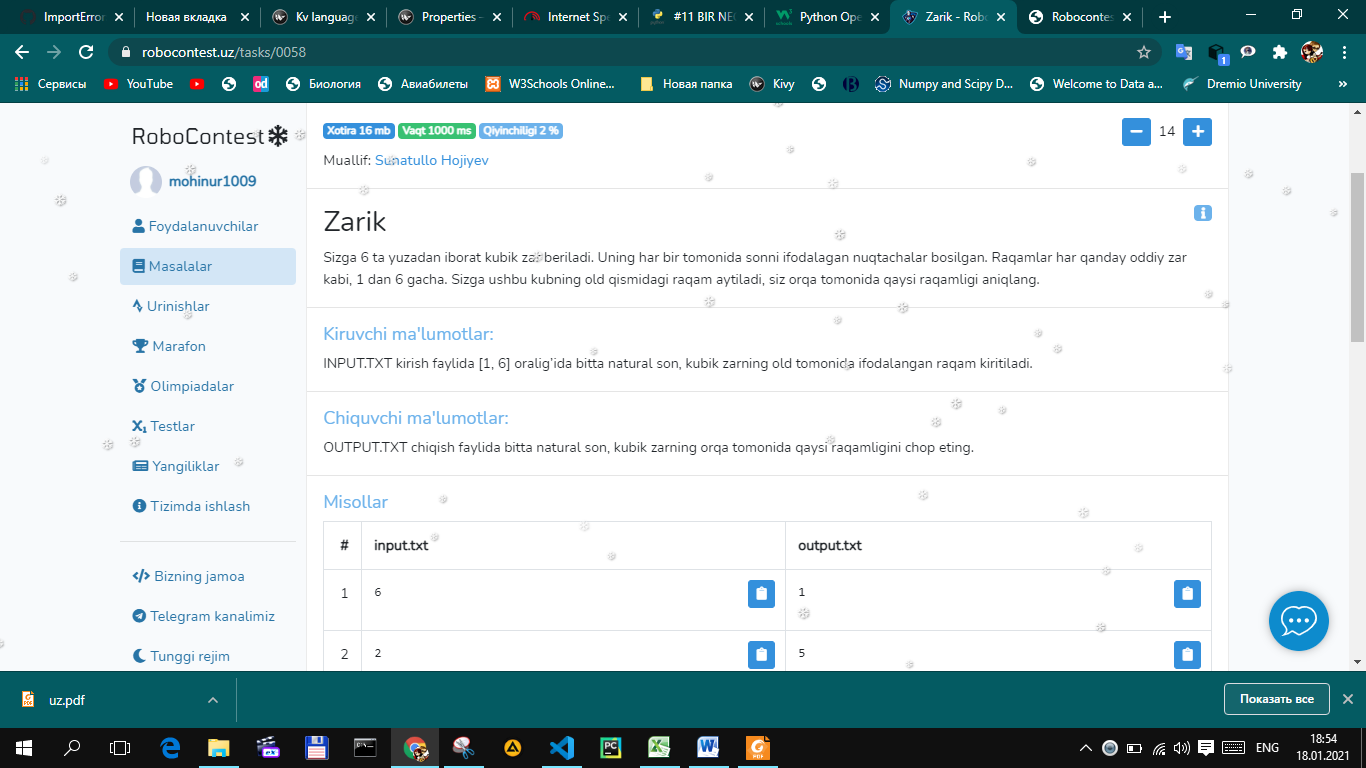 ImportError
Новая вкладка
Kv language
Properties -
Internet Spe
#11 BIR NE
Python Ope
Zarik - Robo
Robocontes
robocontest.uz/tasks/0058
1
Сервисы
YouTube
od
Биология
Авиабилеты
W3Schools Online...
Новая папка
Kivy
Numpy and Scipy D...
Welcome to Data a...
Dremio University
»
RoboContest
mohinur1009
Foydalanuvchilar
Masalalar
Urinishlar
Marafon
Olimpiadalar
Testlar
Yangiliklar
Tizimda ishlash
Bizning jamoa
Telegram kanalimiz
Tunggi rejim
Xotira 16 mb Vaqt 1000 ms Qiyinchiligi 2 %
14
Muallif: Sunatullo Hojiyev
Zarik
Sizga 6 ta yuzadan iborat kubik zar beriladi. Uning har bir tomonida sonni ifodalagan nuqtachalar bosilgan. Raqamlar har qanday oddiy zar
kabi, 1 dan 6 gacha. Sizga ushbu kubning old qismidagi raqam aytiladi, siz orqa tomonida qaysi raqamligi aniqlang.
Kiruvchi ma'lumotlar:
INPUT.TXT kirish faylida [1, 6] oralig'ida bitta natural son, kubik zarning old tomonida ifodalangan raqam kiritiladi.
Chiquvchi ma'lumotlar:
OUTPUT.TXT chiqish faylida bitta natural son, kubik zarning orqa tomonida qaysi raqamligini chop eting.
Misollar
# input.txt output.txt
1 6 1
2 2 5
uz.pdf
Показать все
ENG
18:54
18.01.2021